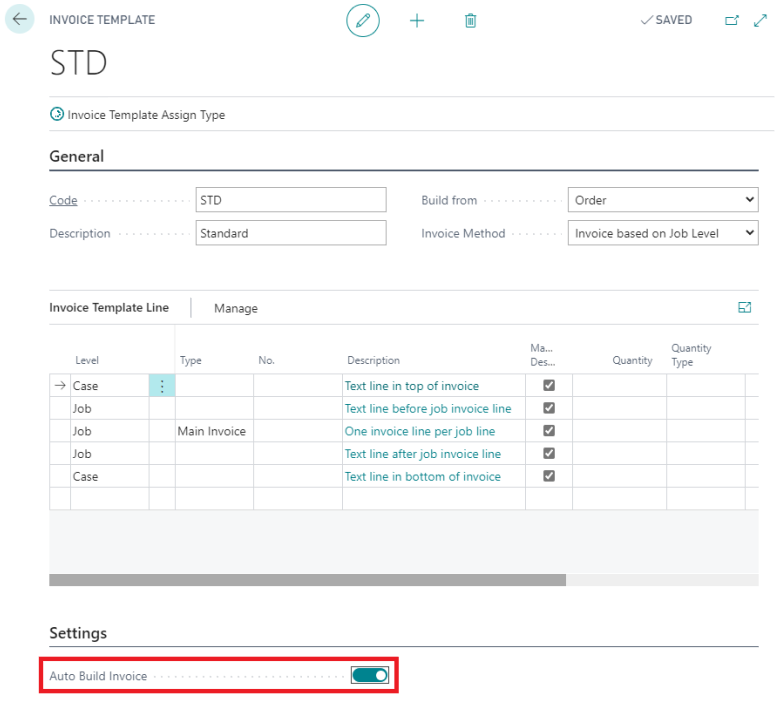 INVOICE TEMPLATE
SAVED
STD
Invoice Template Assign Type
General
Code STD Build from Order
Description Standard Invoice Method Invoice based on Job Level
Invoice Template Line Manage
Level Type No. Description Ma... Des... Quantity Quantity Type
Case Text line in top of invoice
Job Text line before job invoice line
Job Main Invoice One invoice line per job line
Job Text line after job invoice line
Case Text line in bottom of invoice
Settings
Auto Build Invoice